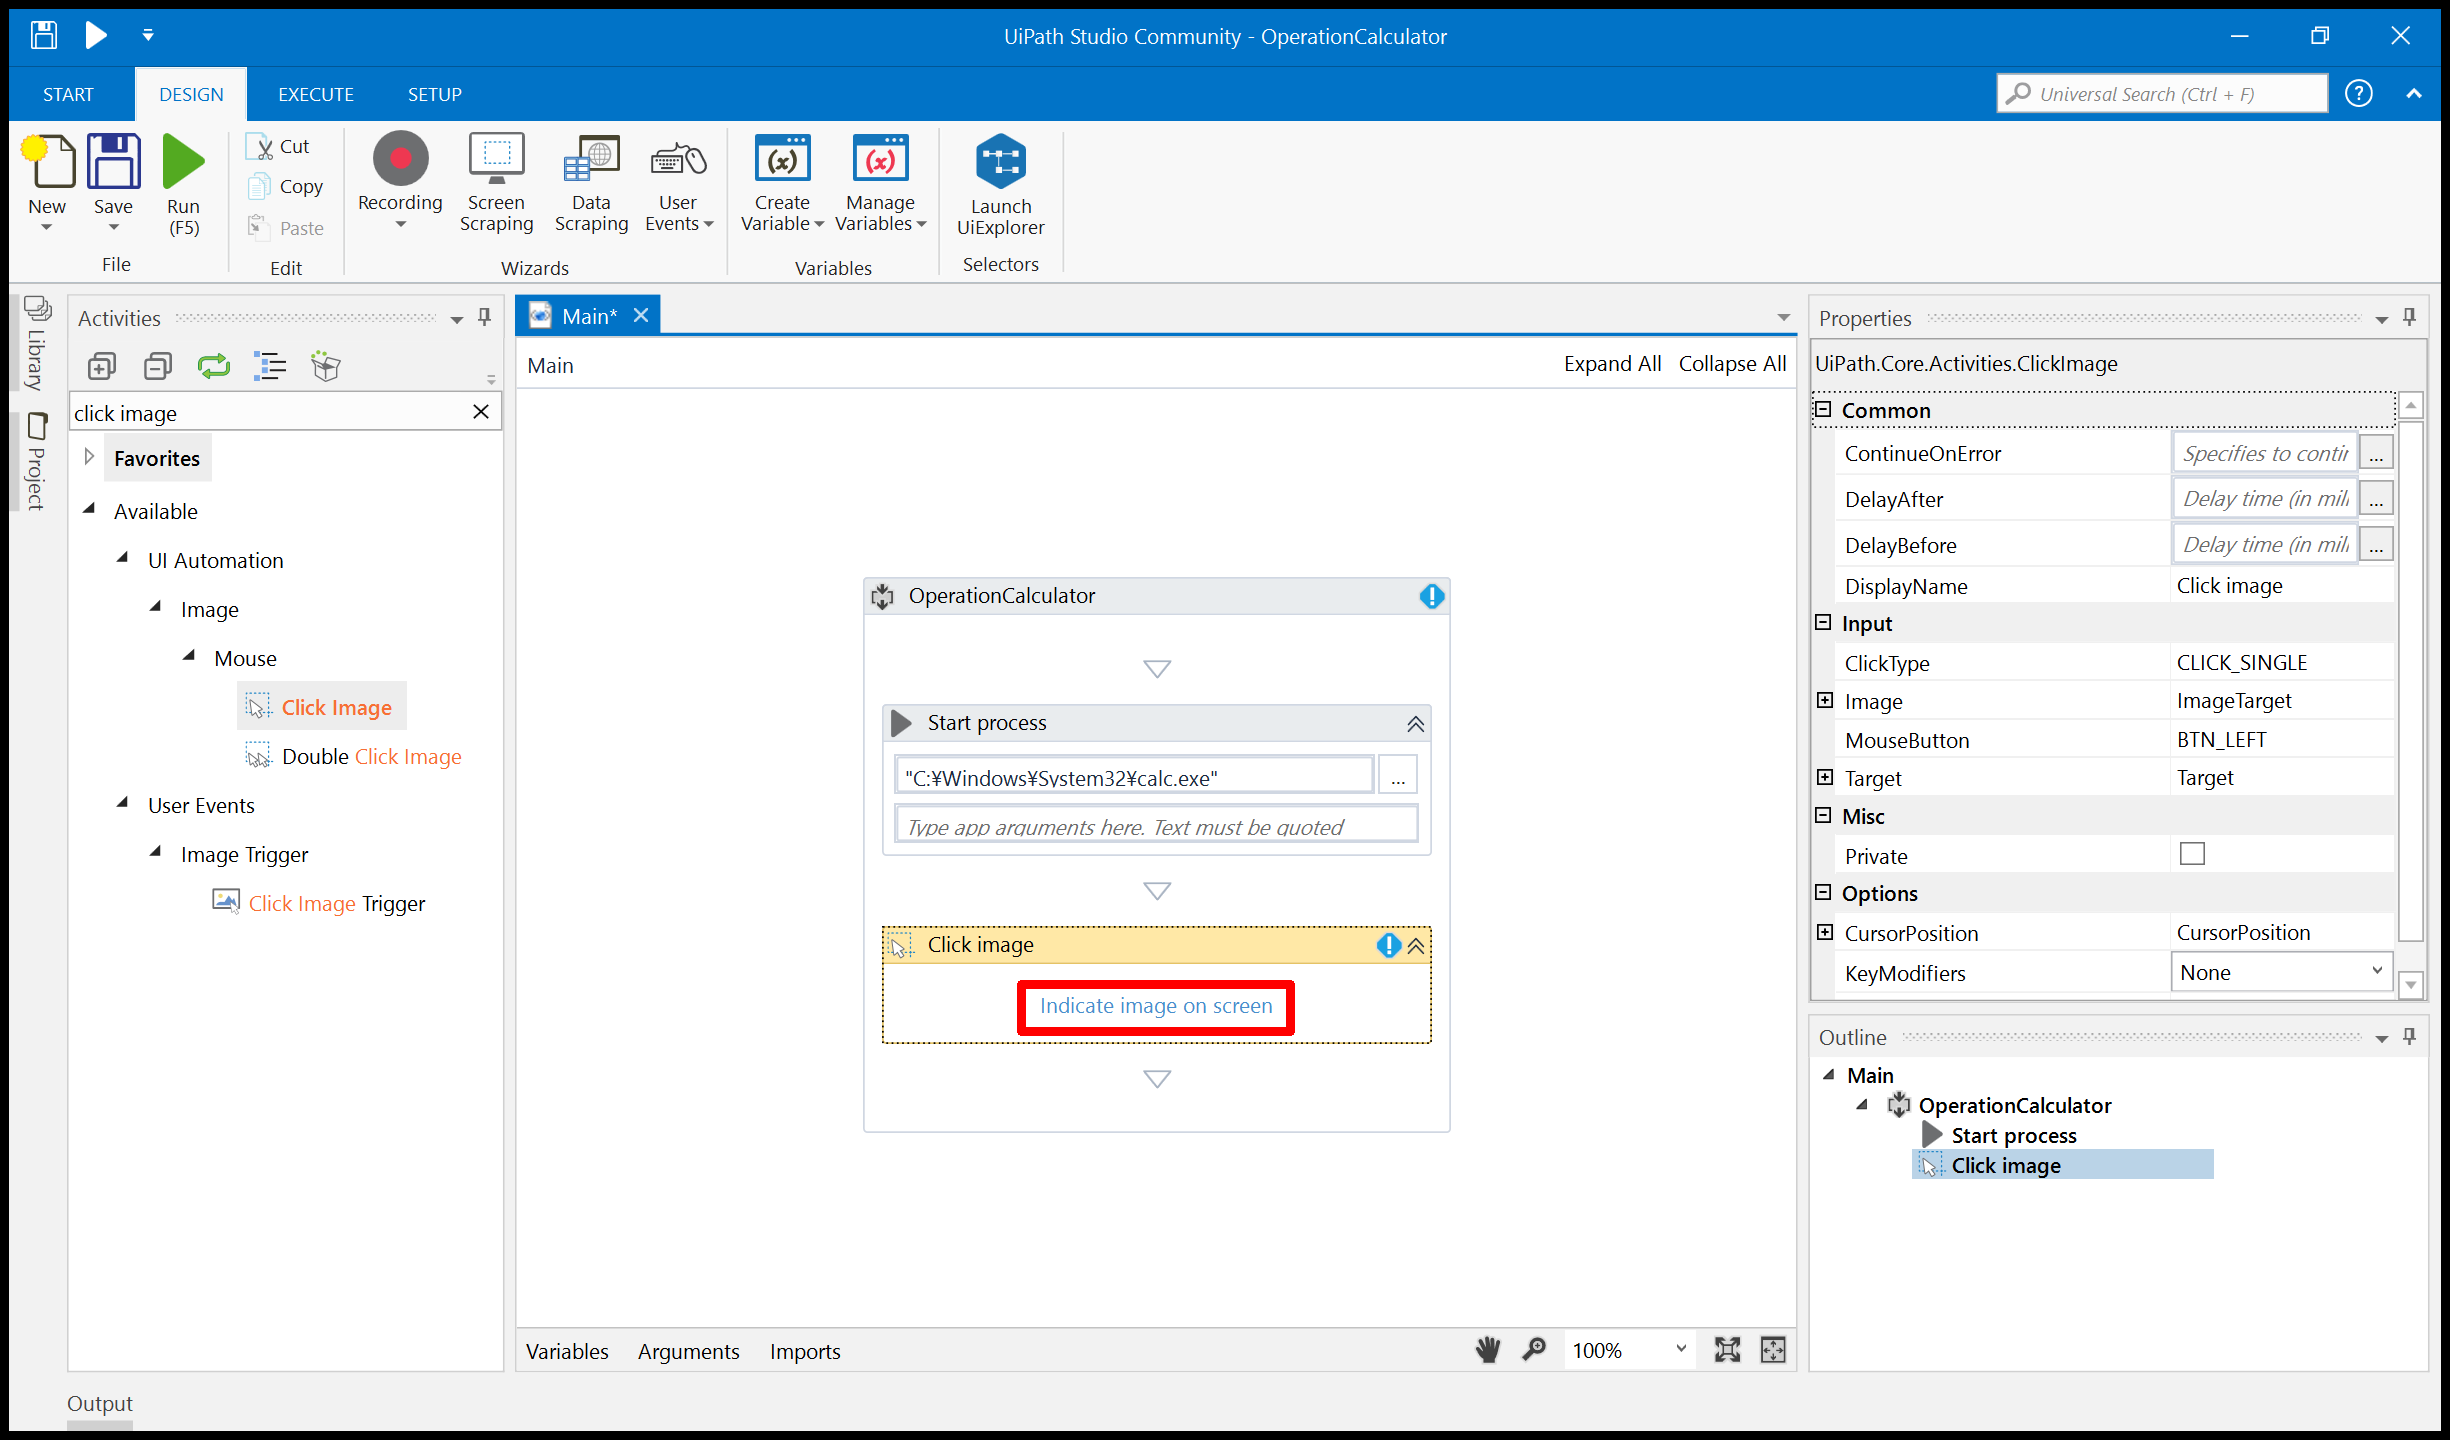 UiPath Studio Community - OperationCalculator
START
DESIGN
EXECUTE
SETUP
Universal Search (Ctrl + F)
New
Save
Run
(F5)
File
Cut
Copy
Paste
Edit
Recording
Screen
Scraping
Data
Scraping
User
Events
Wizards
Create
Variable
Manage
Variables
Variables
Launch
UiExplorer
Selectors
Library
Project
Activities
click image
Favorites
Available
UI Automation
Image
Mouse
Click Image
Double Click Image
User Events
Image Trigger
Click Image Trigger
Main*
Main
Expand All
Collapse All
OperationCalculator
Start process
"C:¥Windows¥System32¥calc.exe"
...
Type app arguments here. Text must be quoted
Click image
Indicate image on screen
Variables
Arguments
Imports
100%
Properties
UiPath.Core.Activities.ClickImage
Common
ContinueOnError
Specifies to contin
...
DelayAfter
Delay time (in mill
...
DelayBefore
Delay time (in mill
...
DisplayName
Click image
Input
ClickType
CLICK_SINGLE
Image
ImageTarget
MouseButton
BTN_LEFT
Target
Target
Misc
Private
Options
CursorPosition
CursorPosition
KeyModifiers
None
Outline
Main
OperationCalculator
Start process
Click image
Output